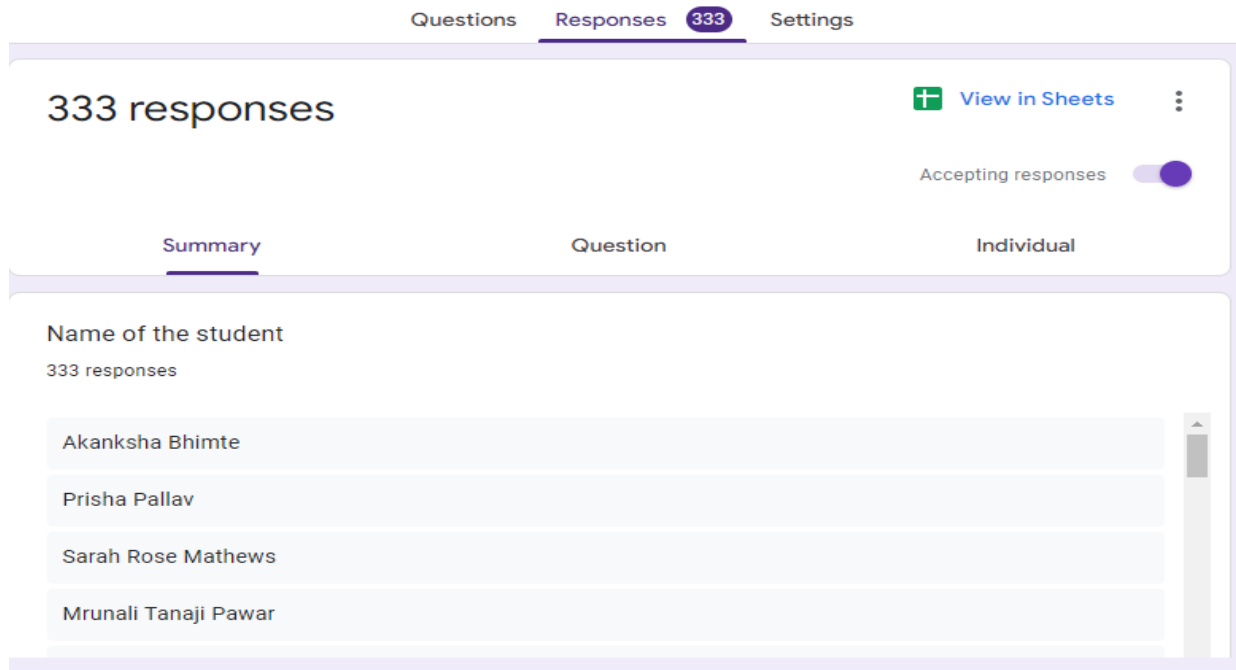 Questions Responses 333 Settings
333 responses
View in Sheets
Accepting responses
Summary Question Individual
Name of the student
333 responses
Akanksha Bhimte
Prisha Pallav
Sarah Rose Mathews
Mrunali Tanaji Pawar